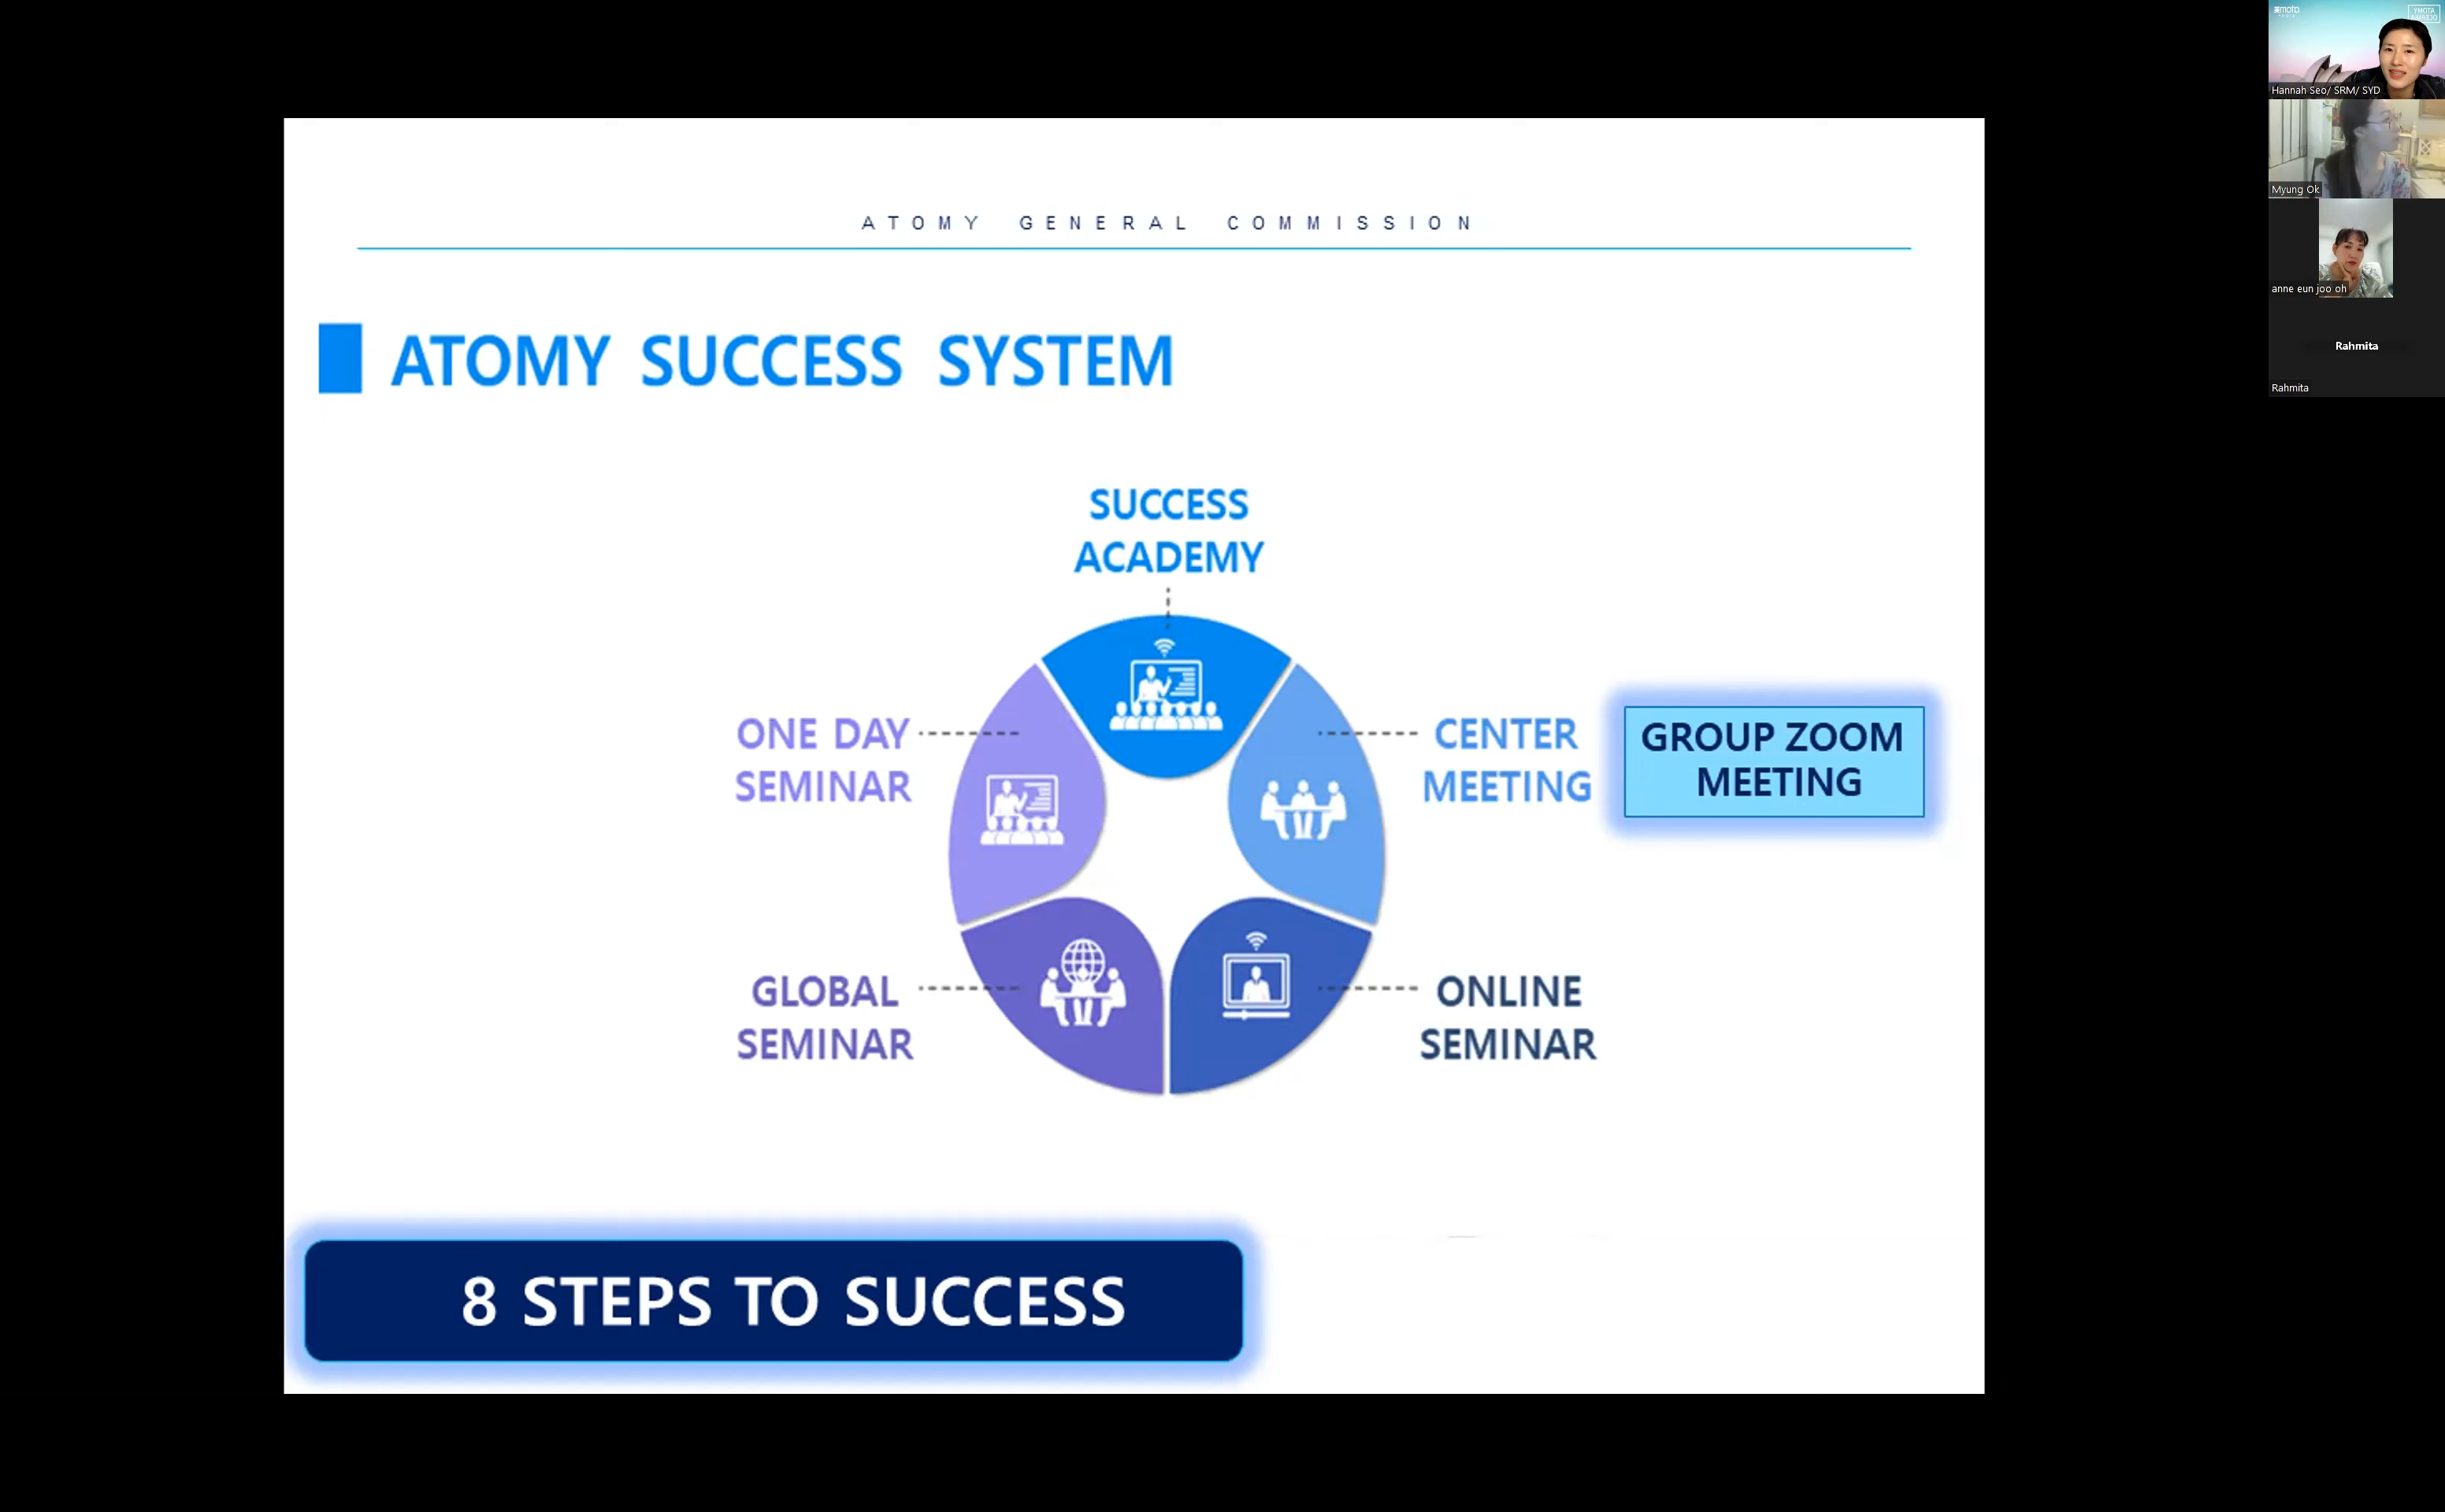 ATOMY GENERAL COMMISSION
ATOMY SUCCESS SYSTEM
SUCCESS
ACADEMY
ONE DAY
SEMINAR
CENTER
MEETING
GROUP ZOOM
MEETING
GLOBAL
SEMINAR
ONLINE
SEMINAR
8 STEPS TO SUCCESS
Hannah Seo/ SRM/ SYD
Myung Ok
anne eun joo oh
Rahmita
Rahmita